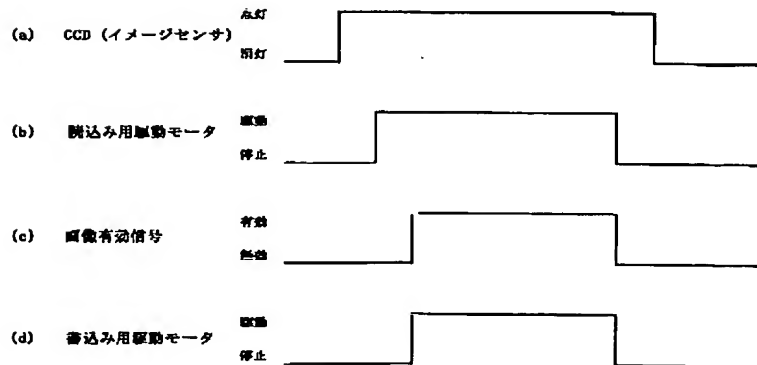 点灯
(a) CCD (イメージセンサ)
消灯
駆動
(b) 読込み用駆動モータ
停止
有効
(c) 画像有効信号
無効
駆動
(d) 書込み用駆動モータ
停止